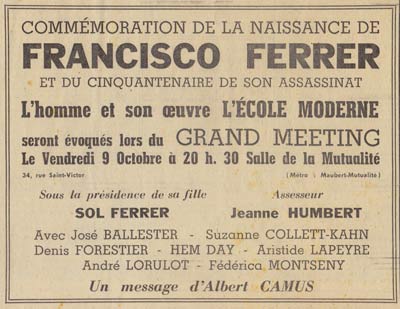 COMMÉMORATION DE LA NAISSANCE DE
FRANCISCO FERRER
ET DU CINQUANTENAIRE DE SON ASSASSINAT
L'homme et son œuvre L'ÉCOLE MODERNE
seront évoqués lors du GRAND MEETING
Le Vendredi 9 Octobre à 20 h. 30 Salle de la Mutualité
34, rue Saint-Victor (Métro : Maubert-Mutualité)
Sous la présidence de sa fille Assesseur
SOL FERRER Jeanne HUMBERT
Avec José BALLESTER - Suzanne COLLETT-KAHN
Denis FORESTIER - HEM DAY - Aristide LAPEYRE
André LORULOT - Fédérica MONTSENY
Un message d'Albert CAMUS